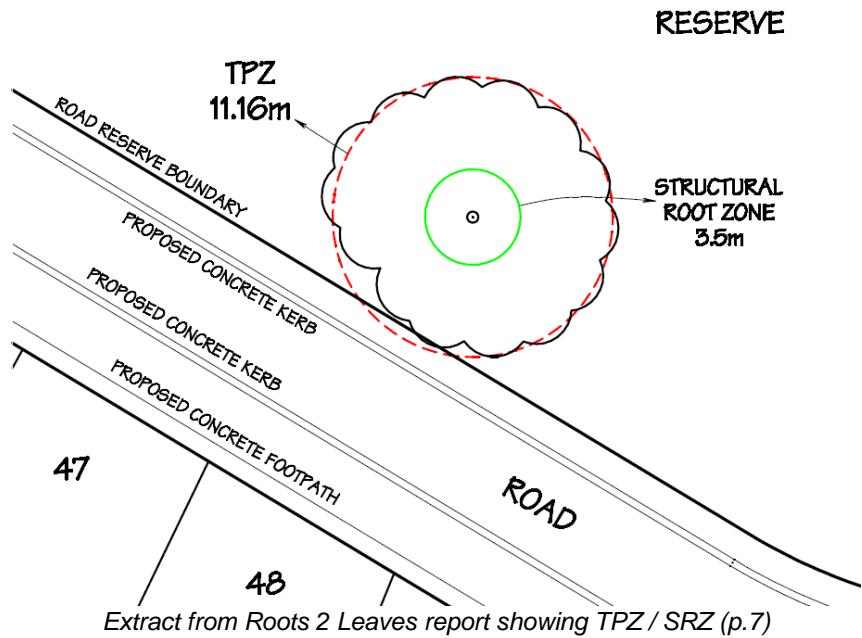 RESERVE
TPZ
11.16m
ROAD RESERVE BOUNDARY
STRUCTURAL
ROOT ZONE
3.5m
PROPOSED CONCRETE KERB
PROPOSED CONCRETE KERB
PROPOSED CONCRETE FOOTPATH
47
ROAD
48
Extract from Roots 2 Leaves report showing TPZ / SRZ (p.7)